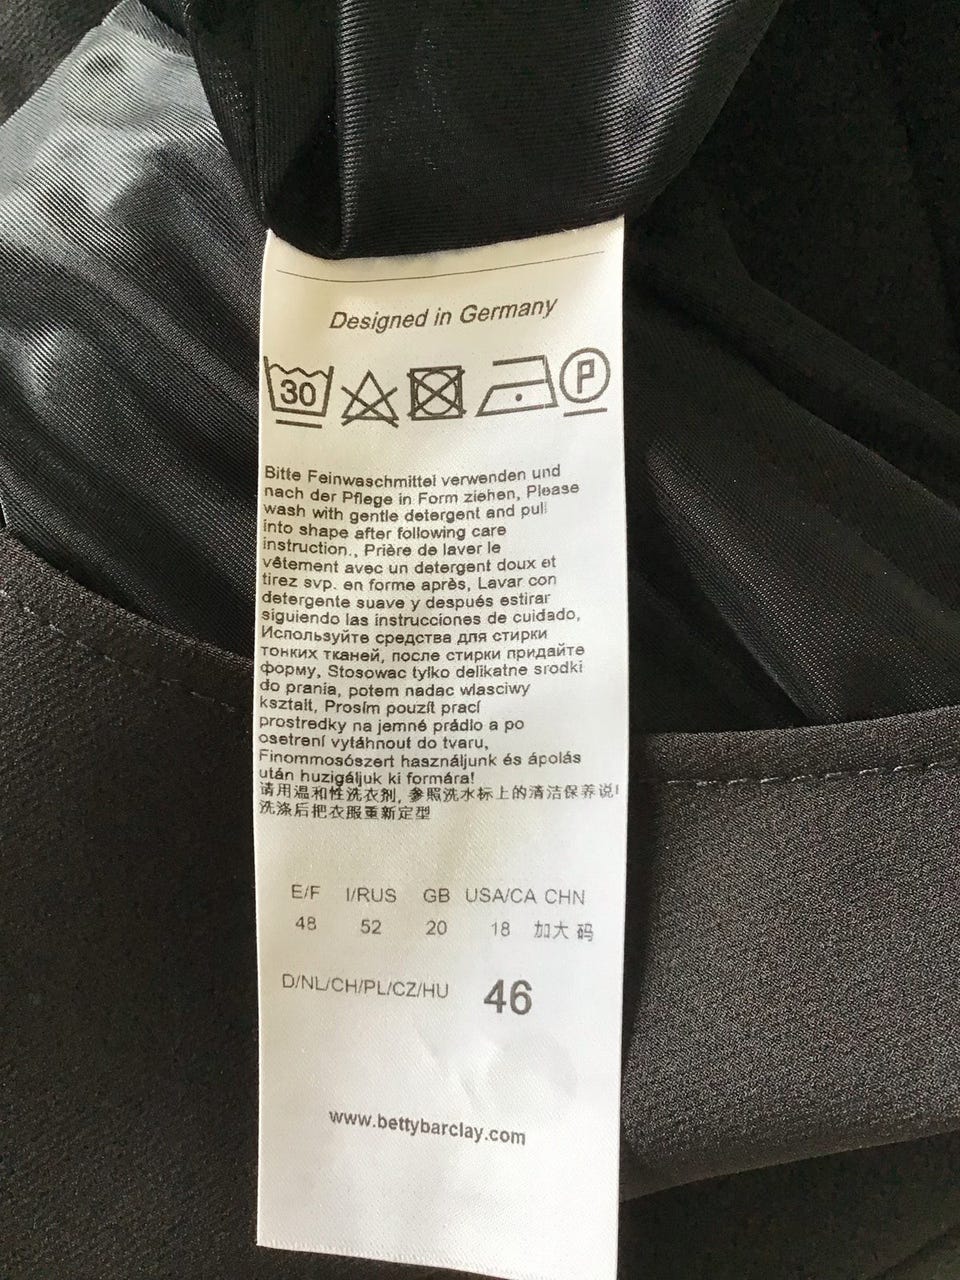 Designed in Germany
30 P
Bitte Feinwaschmittel verwenden und
nach der Pflege in Form ziehen, Please
wash with gentle detergent and pull
into shape after following care
instruction., Prière de laver le
vêtement avec un detergent doux et
tirez svp. en forme après, Lavar con
detergente suave y después estirar
siguiendo las instrucciones de cuidado,
Используйте средства для стирки
тонких тканей, после стирки придайте
форму, Stosowac tylko delikatne srodki
do prania, potem nadac wlasciwy
ksztalt, Prosím pouzít prací
prostredky na jemné prádlo a po
osetrení vytáhnout do tvaru,
Finommosószert használjunk és ápolás
után huzigáljuk ki formára!
请用温和性洗衣剂, 参照洗水标上的清洁保养说
洗涤后把衣服重新定型
E/F I/RUS GB USA/CA CHN
48 52 20 18 加大 码
D/NL/CH/PL/CZ/HU 46
www.bettybarclay.com